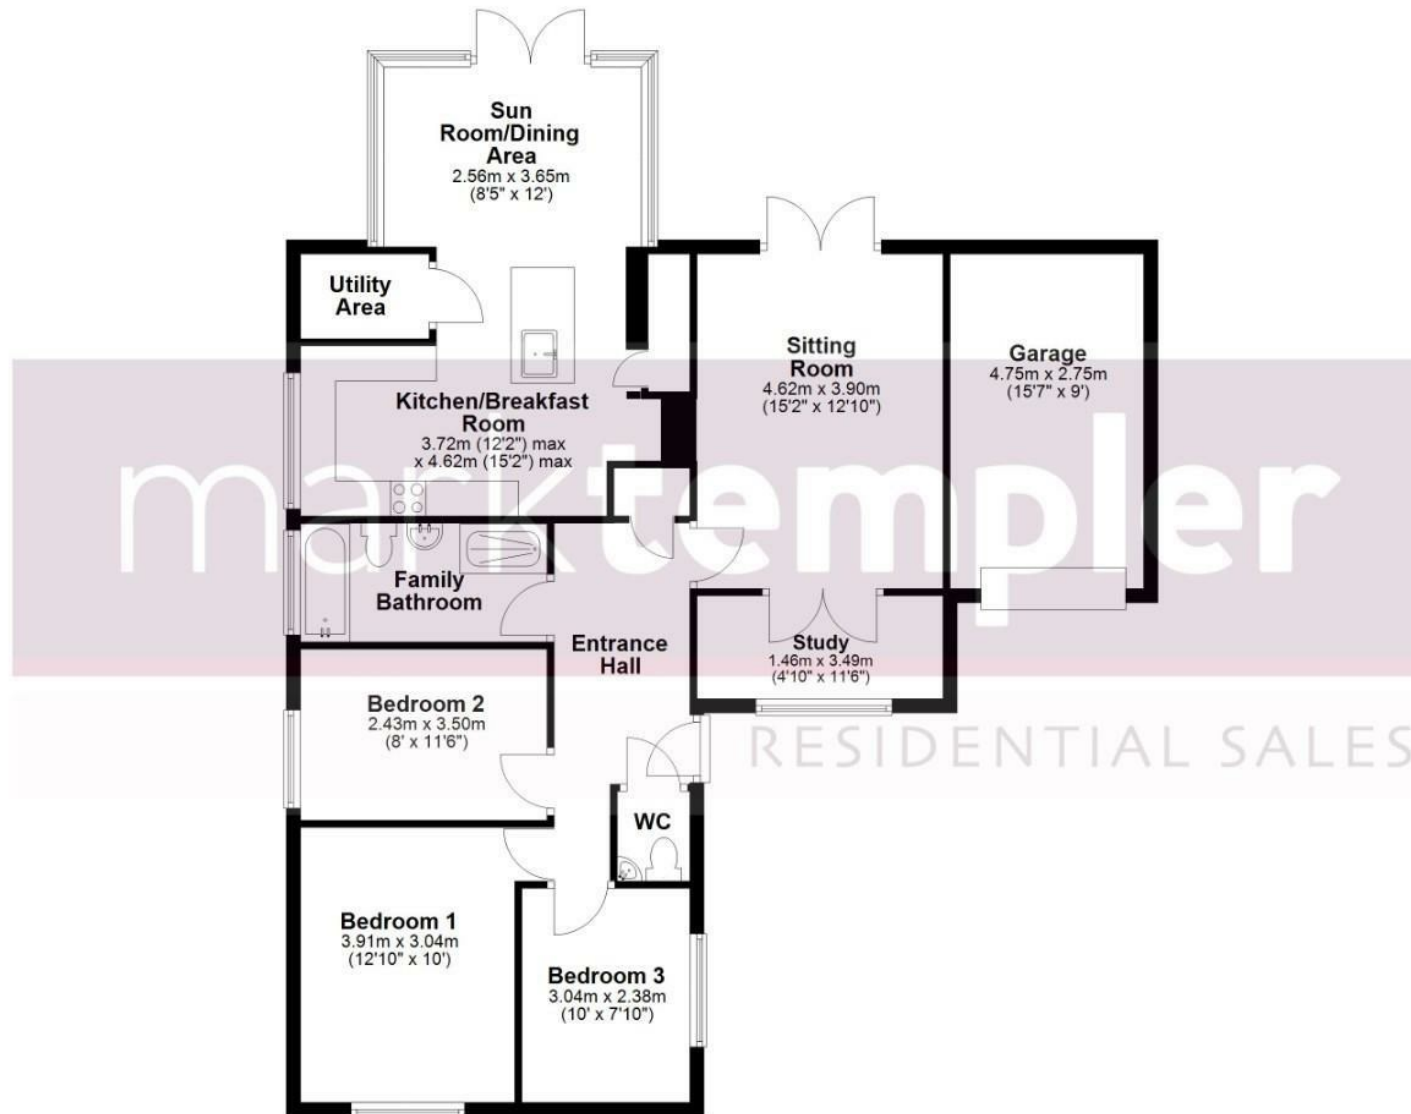 Sun
Room/Dining
Area
2.56m x 3.65m
(8'5" x 12')
Utility
Area
Kitchen/Breakfast
Room
3.72m (12'2") max
x 4.62m (15'2") max
Sitting
Room
4.62m x 3.90m
(15'2" x 12'10")
Garage
4.75m x 2.75m
(15'7" x 9')
marktempler
RESIDENTIAL SALES
Family
Bathroom
Entrance
Hall
Study
1.46m x 3.49m
(4'10" x 11'6")
Bedroom 2
2.43m x 3.50m
(8' x 11'6")
WC
Bedroom 1
3.91m x 3.04m
(12'10" x 10')
Bedroom 3
3.04m x 2.38m
(10' x 7'10")